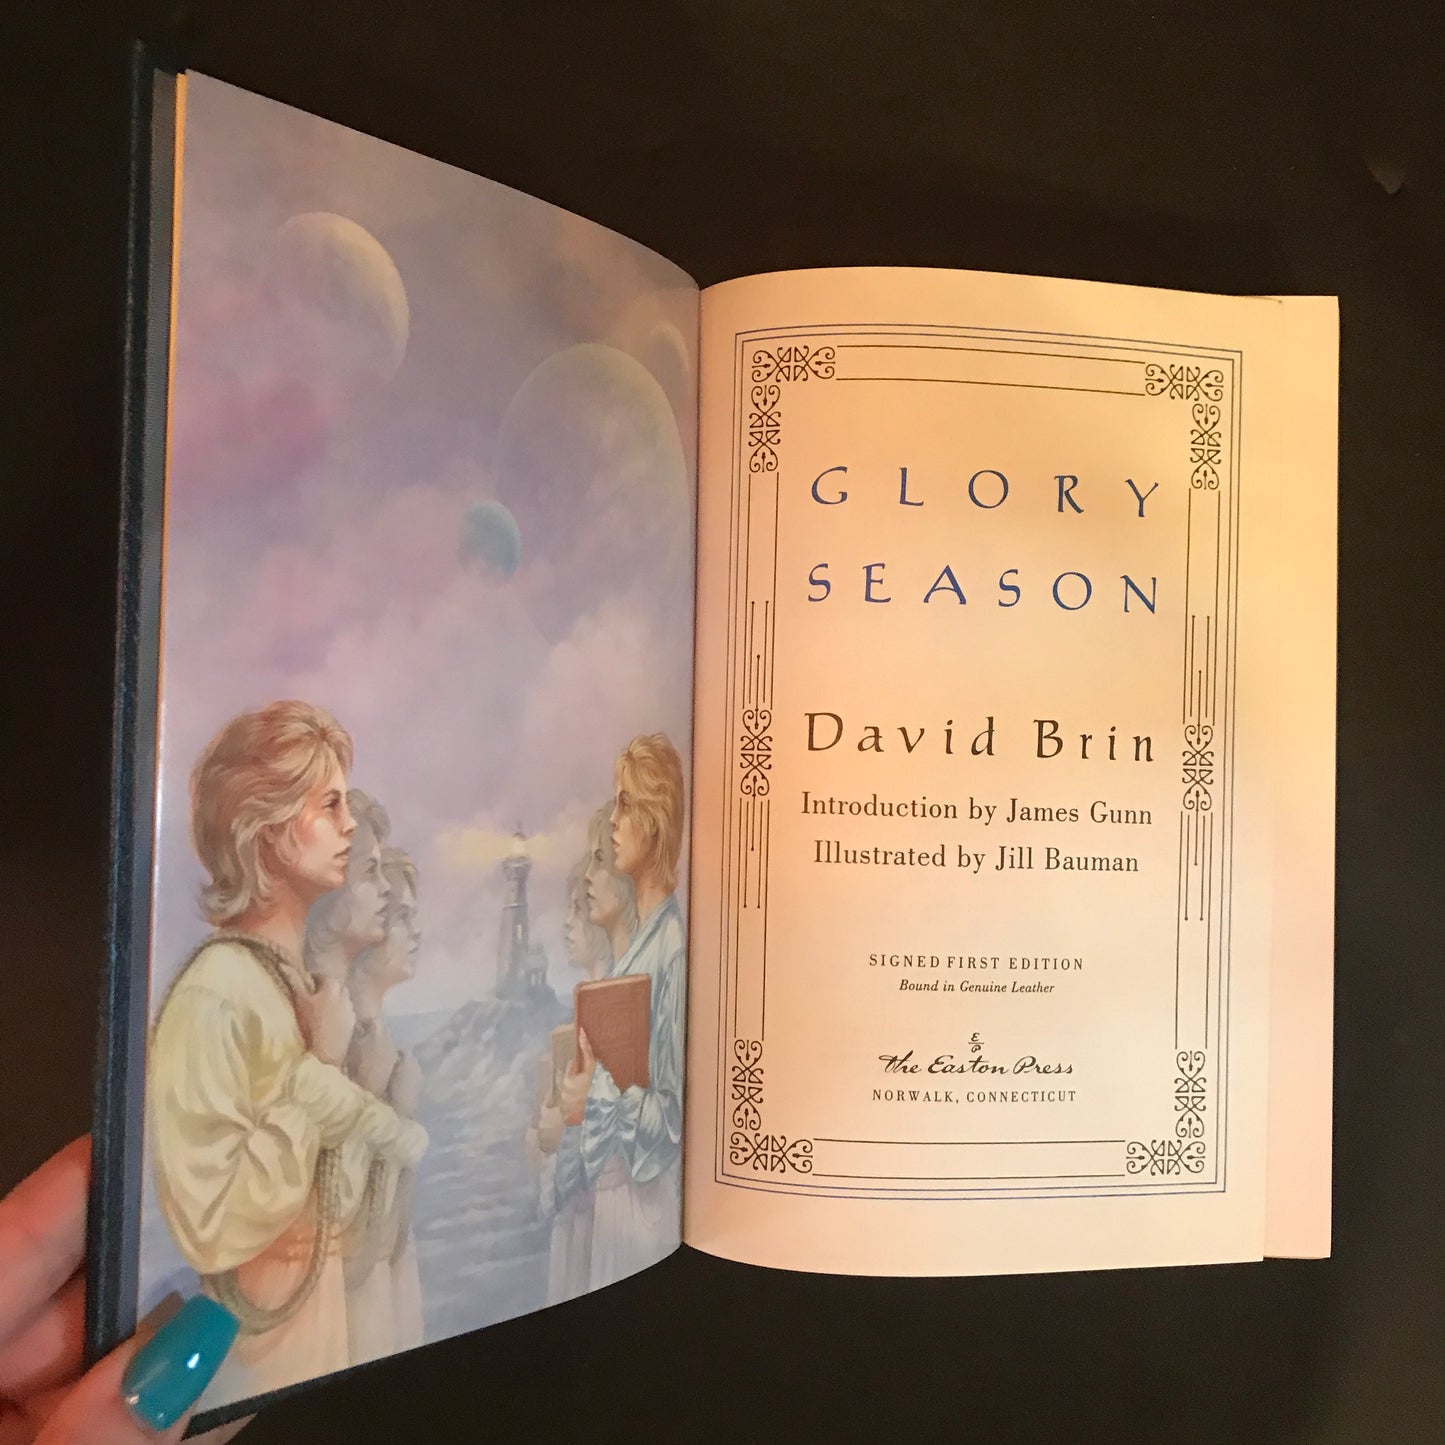 GLORY
SEASON
David Brin
Introduction by James Gunn
Illustrated by Jill Bauman
SIGNED FIRST EDITION
Bound in Genuine Leather
E
P
The Easton Press
NORWALK, CONNECTICUT